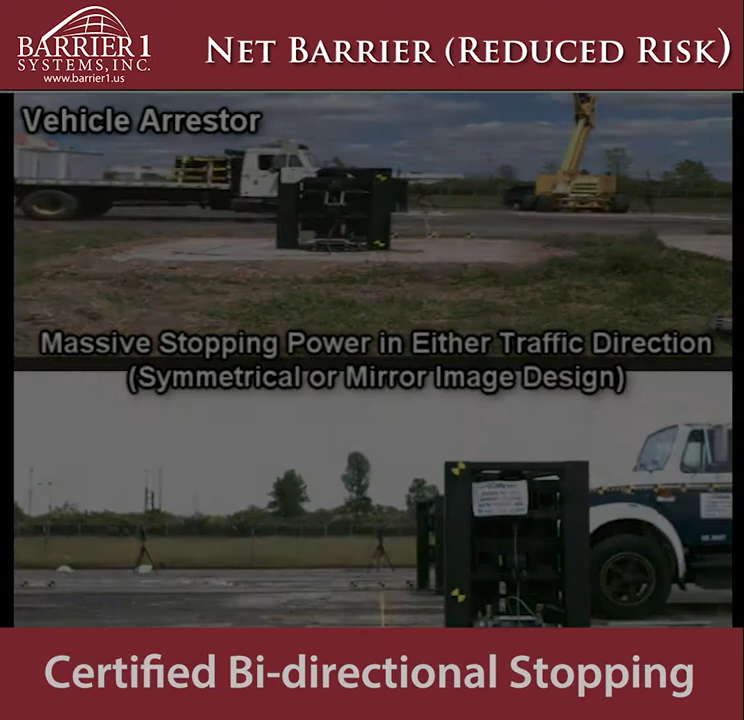 BARRIER1
SYSTEMS, INC.
www.barrier1.us
NET BARRIER (REDUCED RISK)
Vehicle Arrestor
Massive Stopping Power in Either Traffic Direction
(Symmetrical or Mirror Image Design)
Certified Bi-directional Stopping